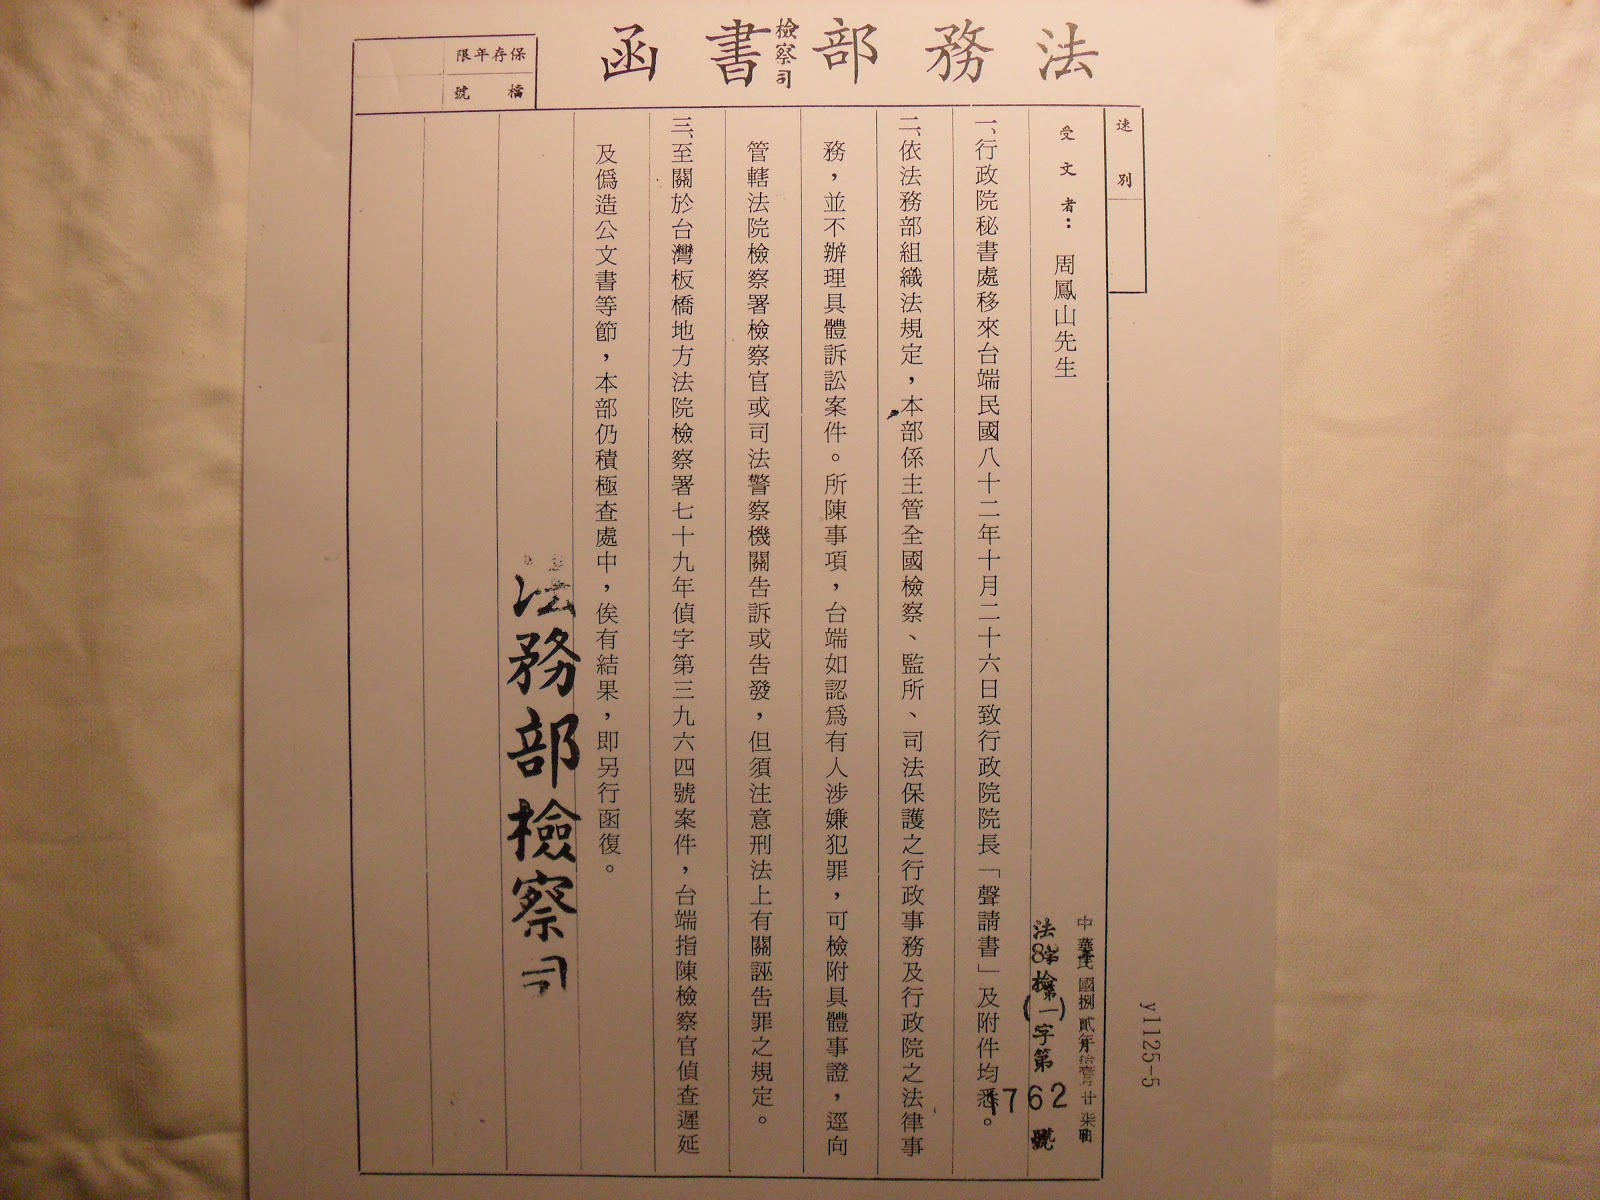 法務部檢察司書函
保存年限
檔號
速別
受文者：周鳳山先生
中華民國捌貳年拾壹月廿柒日
法82檢(一)字第1762號
一、行政院秘書處移來台端民國八十二年十月二十六日致行政院院長「聲請書」及附件均悉。
二、依法務部組織法規定，本部係主管全國檢察、監所、司法保護之行政事務及行政院之法律事
務，並不辦理具體訴訟案件。所陳事項，台端如認為有人涉嫌犯罪，可檢附具體事證，逕向
管轄法院檢察署檢察官或司法警察機關告訴或告發，但須注意刑法上有關誣告罪之規定。
三、至關於台灣板橋地方法院檢察署七十九年偵字第三九六四號案件，台端指陳檢察官偵查遲延
及偽造公文書等節，本部仍積極查處中，俟有結果，即另行函復。
法務部檢察司
y1125-5